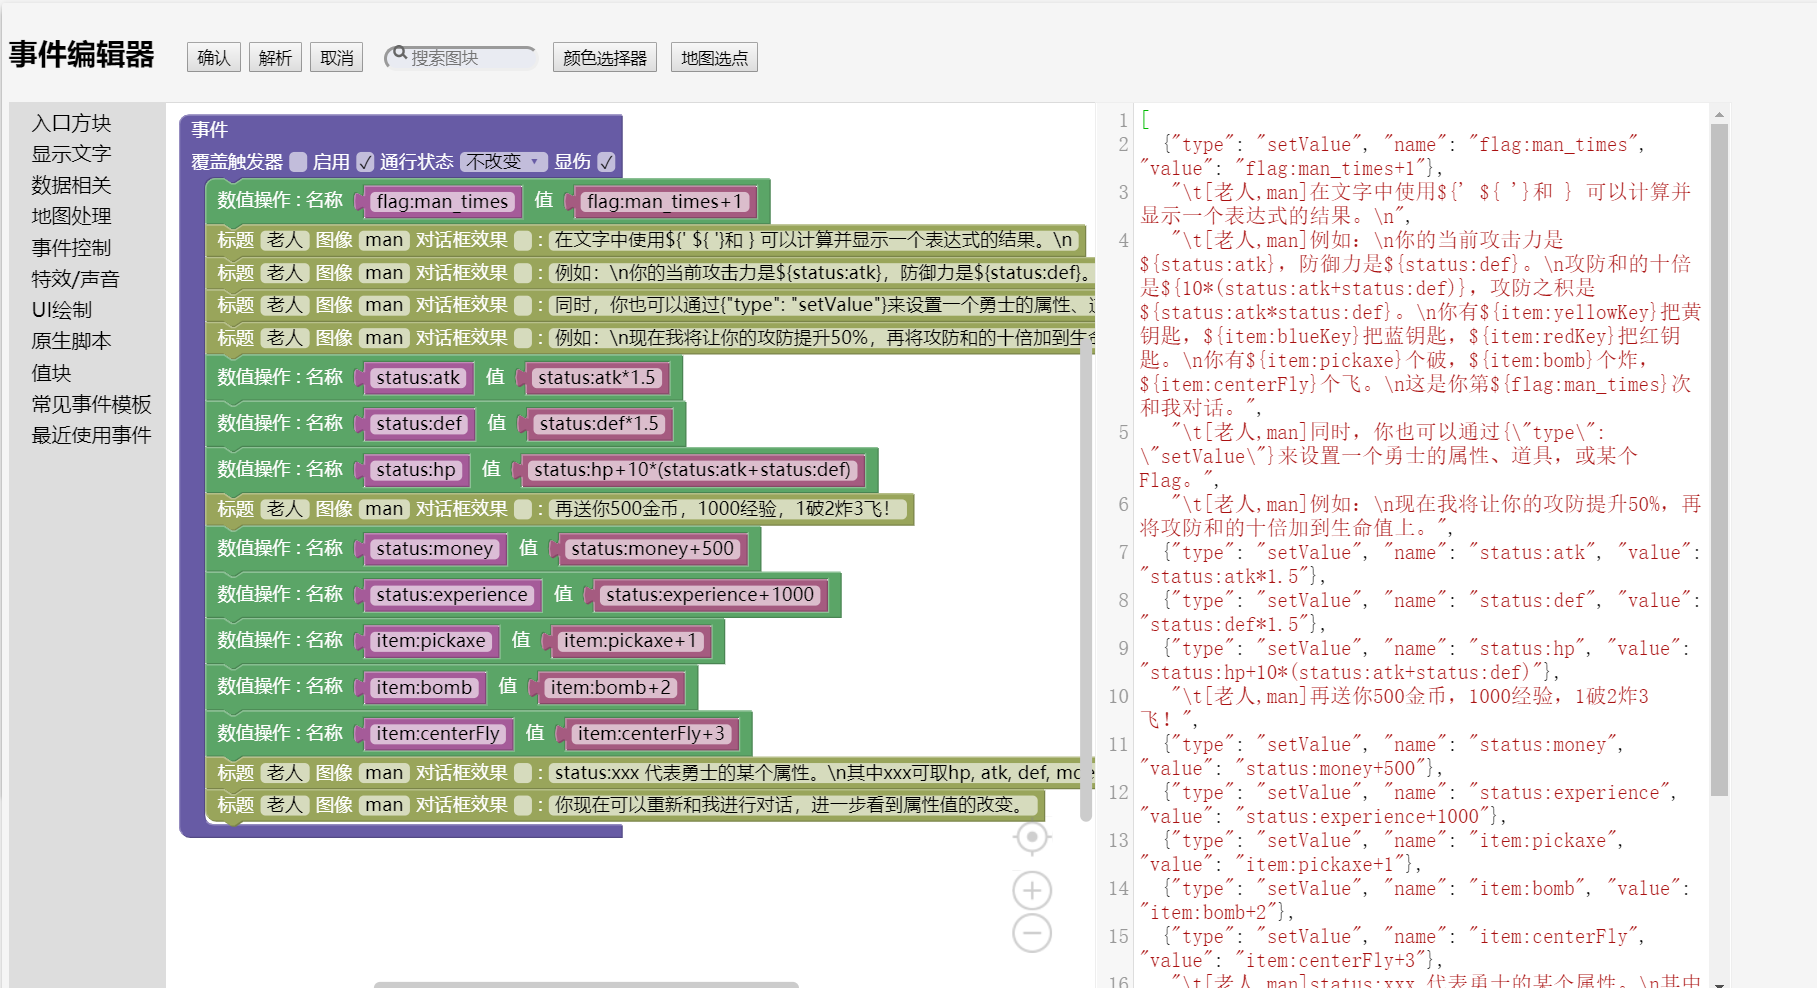 事件编辑器
确认 解析 取消 搜索图块 颜色选择器 地图选点
入口方块
显示文字
数据相关
地图处理
事件控制
特效/声音
UI绘制
原生脚本
值块
常见事件模板
最近使用事件
事件
覆盖触发器 启用 通行状态 不改变 显伤
数值操作 : 名称 flag:man_times 值 flag:man_times+1
标题 老人 图像 man 对话框效果 : 在文字中使用${' ${ '}和 } 可以计算并显示一个表达式的结果。\n
标题 老人 图像 man 对话框效果 : 例如：\n你的当前攻击力是${status:atk}，防御力是${status:def}。
标题 老人 图像 man 对话框效果 : 同时，你也可以通过{"type": "setValue"}来设置一个勇士的属性、
标题 老人 图像 man 对话框效果 : 例如：\n现在我将让你的攻防提升50%，再将攻防和的十倍加到生
数值操作 : 名称 status:atk 值 status:atk*1.5
数值操作 : 名称 status:def 值 status:def*1.5
数值操作 : 名称 status:hp 值 status:hp+10*(status:atk+status:def)
标题 老人 图像 man 对话框效果 : 再送你500金币，1000经验，1破2炸3飞！
数值操作 : 名称 status:money 值 status:money+500
数值操作 : 名称 status:experience 值 status:experience+1000
数值操作 : 名称 item:pickaxe 值 item:pickaxe+1
数值操作 : 名称 item:bomb 值 item:bomb+2
数值操作 : 名称 item:centerFly 值 item:centerFly+3
标题 老人 图像 man 对话框效果 : status:xxx 代表勇士的某个属性。\n其中xxx可取hp, atk, def,
标题 老人 图像 man 对话框效果 : 你现在可以重新和我进行对话，进一步看到属性值的改变。
1 [
2 {"type": "setValue", "name": "flag:man_times",
"value": "flag:man_times+1"},
3 "\t[老人,man]在文字中使用${' ${ '}和 } 可以计算并
显示一个表达式的结果。\n",
4 "\t[老人,man]例如：\n你的当前攻击力是
${status:atk}，防御力是${status:def}。\n攻防和的十倍
是${10*(status:atk+status:def)}，攻防之积是
${status:atk*status:def}。\n你有${item:yellowKey}把黄
钥匙，${item:blueKey}把蓝钥匙，${item:redKey}把红钥
匙。\n你有${item:pickaxe}个破，${item:bomb}个炸，
${item:centerFly}个飞。\n这是你第${flag:man_times}次
和我对话。",
5 "\t[老人,man]同时，你也可以通过{\"type\":
\"setValue\"}来设置一个勇士的属性、道具，或某个
Flag。",
6 "\t[老人,man]例如：\n现在我将让你的攻防提升50%，再
将攻防和的十倍加到生命值上。",
7 {"type": "setValue", "name": "status:atk", "value":
"status:atk*1.5"},
8 {"type": "setValue", "name": "status:def", "value":
"status:def*1.5"},
9 {"type": "setValue", "name": "status:hp", "value":
"status:hp+10*(status:atk+status:def)"},
10 "\t[老人,man]再送你500金币，1000经验，1破2炸3
飞！",
11 {"type": "setValue", "name": "status:money",
"value": "status:money+500"},
12 {"type": "setValue", "name": "status:experience",
"value": "status:experience+1000"},
13 {"type": "setValue", "name": "item:pickaxe",
"value": "item:pickaxe+1"},
14 {"type": "setValue", "name": "item:bomb", "value":
"item:bomb+2"},
15 {"type": "setValue", "name": "item:centerFly",
"value": "item:centerFly+3"},
16 "\t[老人,man]status:xxx 代表勇士的某个属性。\n其中